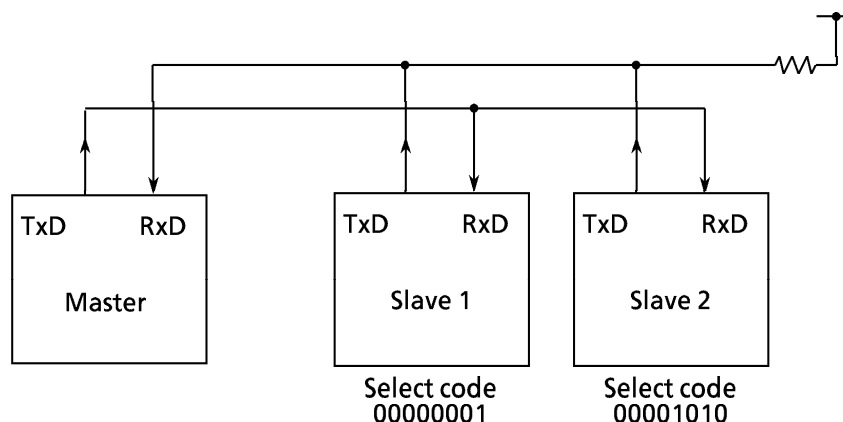 TxD RxD
Master
TxD RxD
Slave 1
Select code
00000001
TxD RxD
Slave 2
Select code
00001010